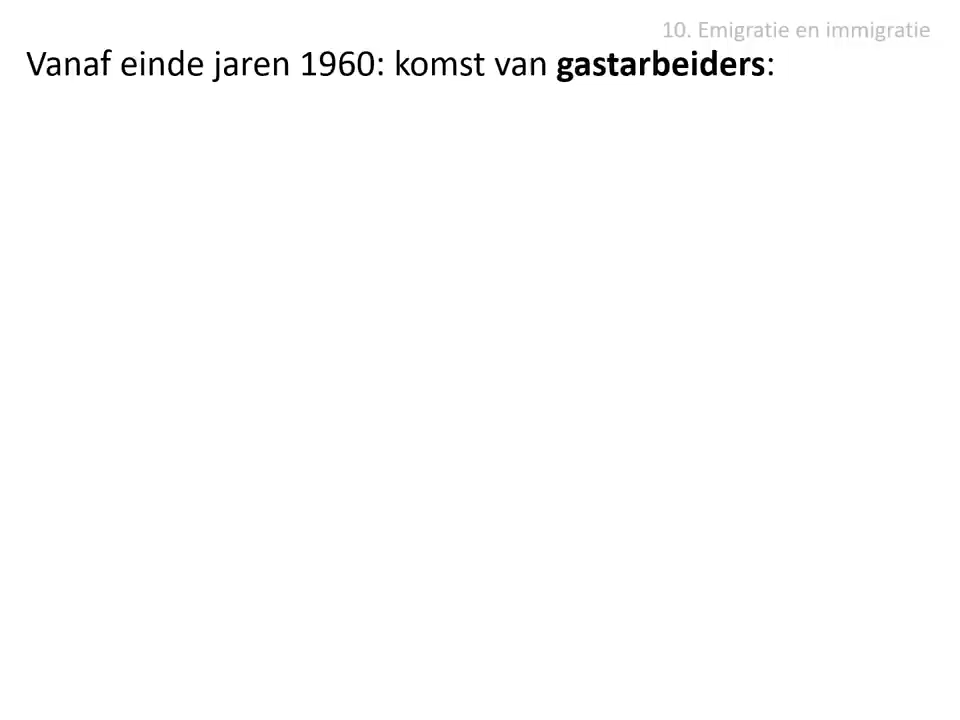 10. Emigratie en immigratie
Vanaf einde jaren 1960: komst van gastarbeiders: